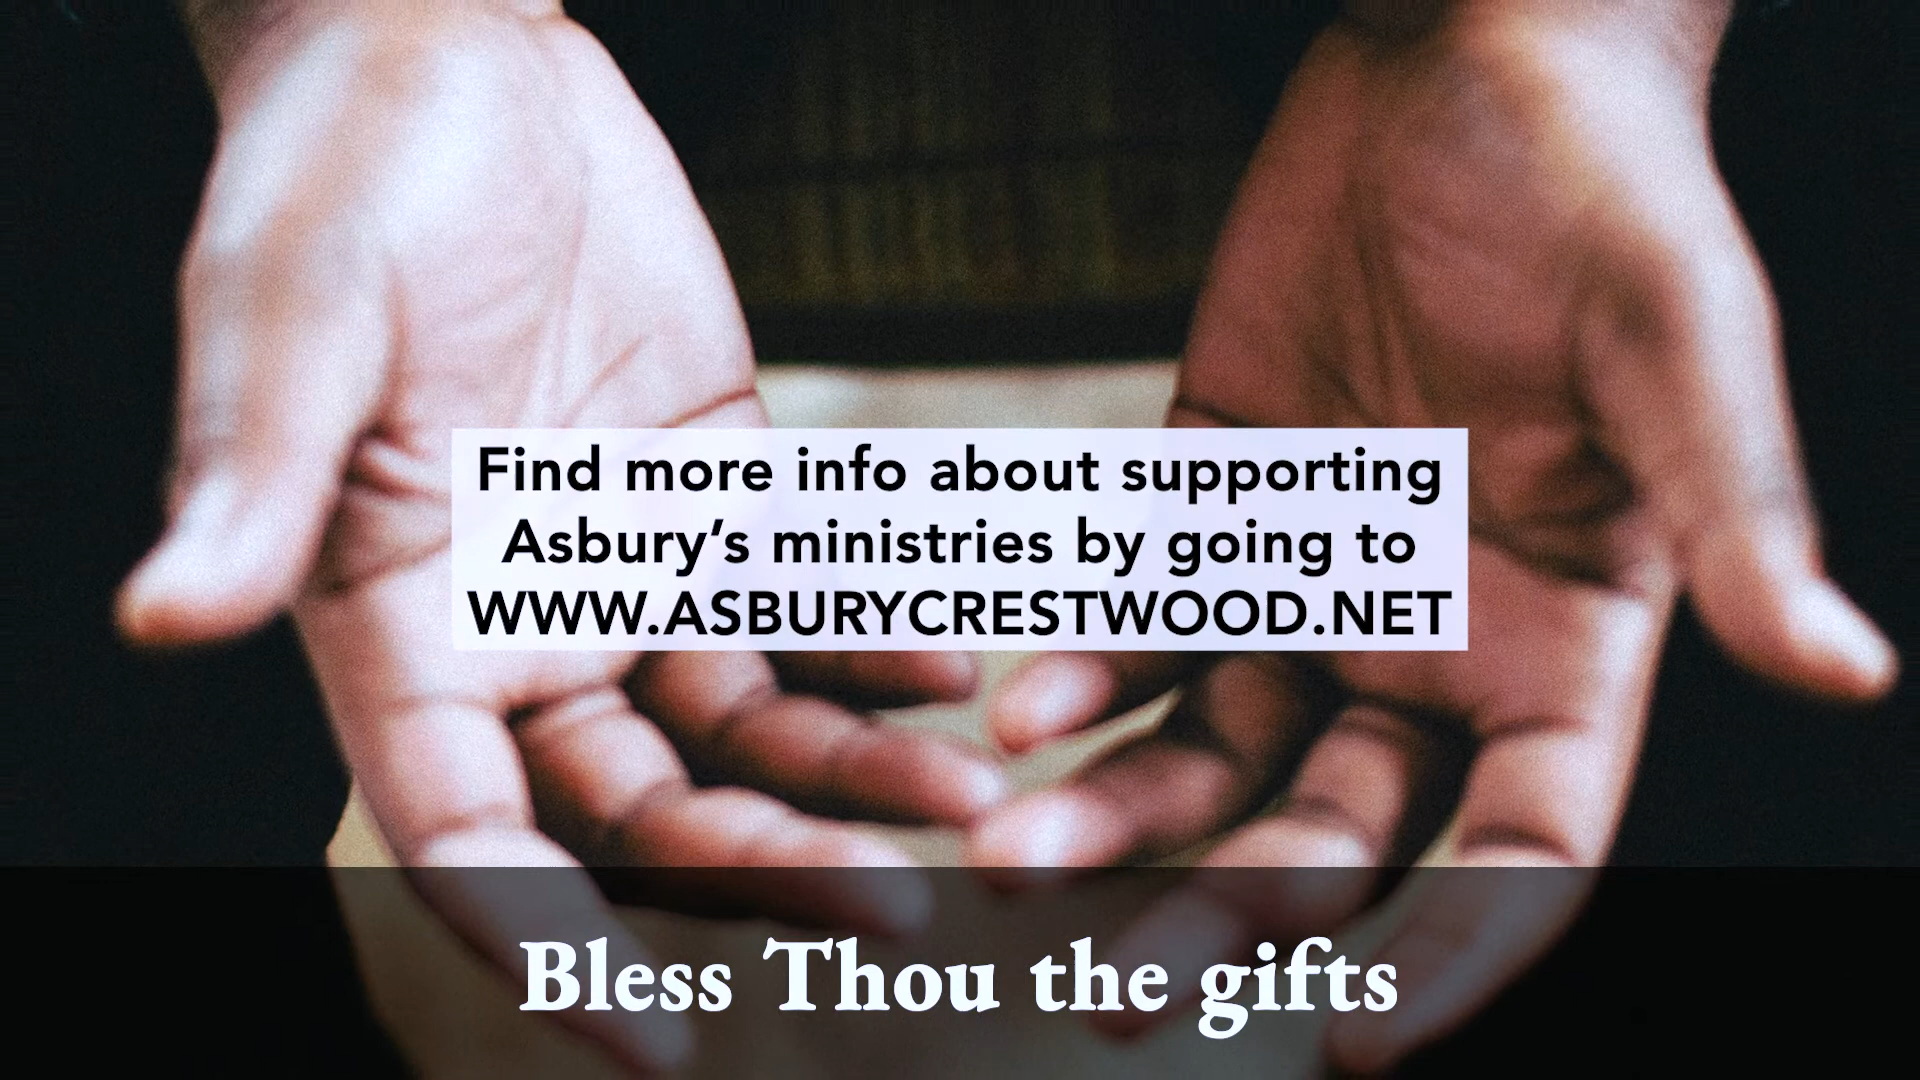 Find more info about supporting
Asbury’s ministries by going to
WWW.ASBURYCRESTWOOD.NET
Bless Thou the gifts